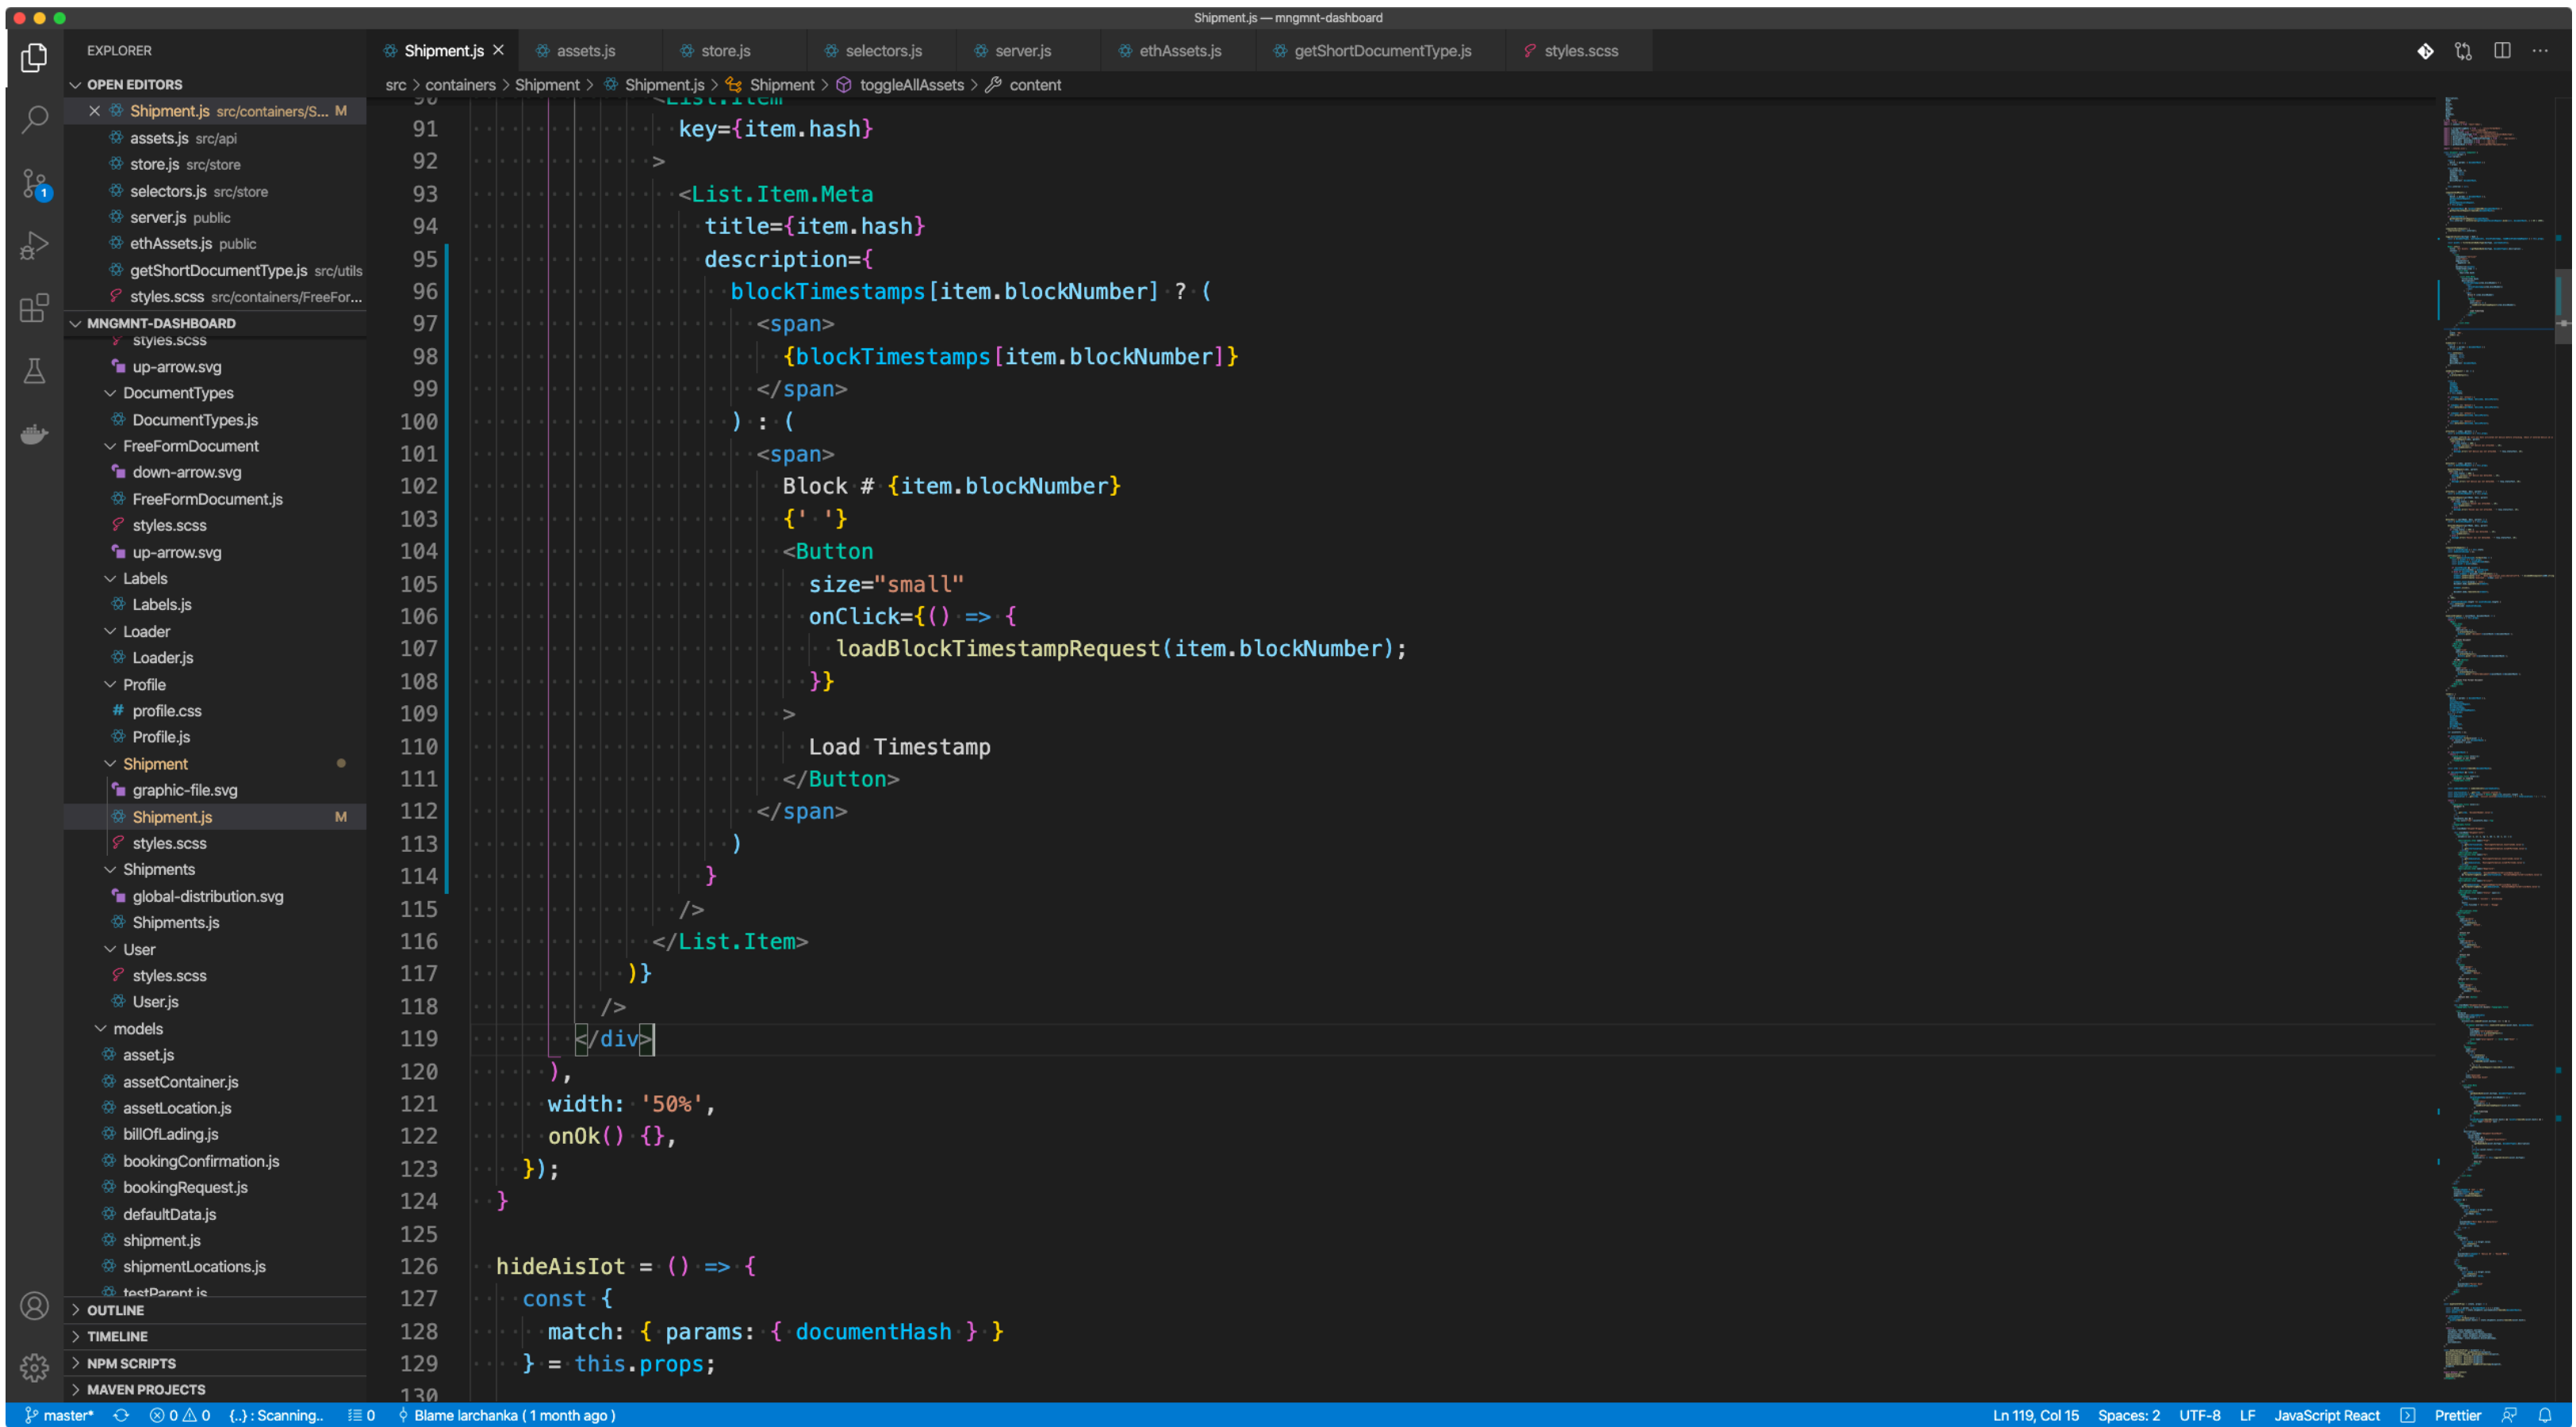 Shipment.js — mngmnt-dashboard
EXPLORER
OPEN EDITORS
Shipment.js src/containers/S... M
assets.js src/api
store.js src/store
selectors.js src/store
server.js public
ethAssets.js public
getShortDocumentType.js src/utils
styles.scss src/containers/FreeFor...
MNGMNT-DASHBOARD
styles.scss
up-arrow.svg
DocumentTypes
DocumentTypes.js
FreeFormDocument
down-arrow.svg
FreeFormDocument.js
styles.scss
up-arrow.svg
Labels
Labels.js
Loader
Loader.js
Profile
# profile.css
Profile.js
Shipment
graphic-file.svg
Shipment.js M
styles.scss
Shipments
global-distribution.svg
Shipments.js
User
styles.scss
User.js
models
asset.js
assetContainer.js
assetLocation.js
billOfLading.js
bookingConfirmation.js
bookingRequest.js
defaultData.js
shipment.js
shipmentLocations.js
testParent.js
OUTLINE
TIMELINE
NPM SCRIPTS
MAVEN PROJECTS
1
Shipment.js assets.js store.js selectors.js server.js ethAssets.js getShortDocumentType.js styles.scss
src > containers > Shipment > Shipment.js > Shipment > toggleAllAssets > content
90 <List.Item
91 key={item.hash}
92 >
93 <List.Item.Meta
94 title={item.hash}
95 description={
96 blockTimestamps[item.blockNumber] ? (
97 <span>
98 {blockTimestamps[item.blockNumber]}
99 </span>
100 ) : (
101 <span>
102 Block # {item.blockNumber}
103 {' '}
104 <Button
105 size="small"
106 onClick={() => {
107 loadBlockTimestampRequest(item.blockNumber);
108 }}
109 >
110 Load Timestamp
111 </Button>
112 </span>
113 )
114 }
115 />
116 </List.Item>
117 )}
118 />
119 </div>
120 ),
121 width: '50%',
122 onOk() {},
123 });
124 }
125
126 hideAisIot = () => {
127 const {
128 match: { params: { documentHash } }
129 } = this.props;
130
master* 0 0 {..} : Scanning.. 0 Blame larchanka ( 1 month ago ) Ln 119, Col 15 Spaces: 2 UTF-8 LF JavaScript React Prettier